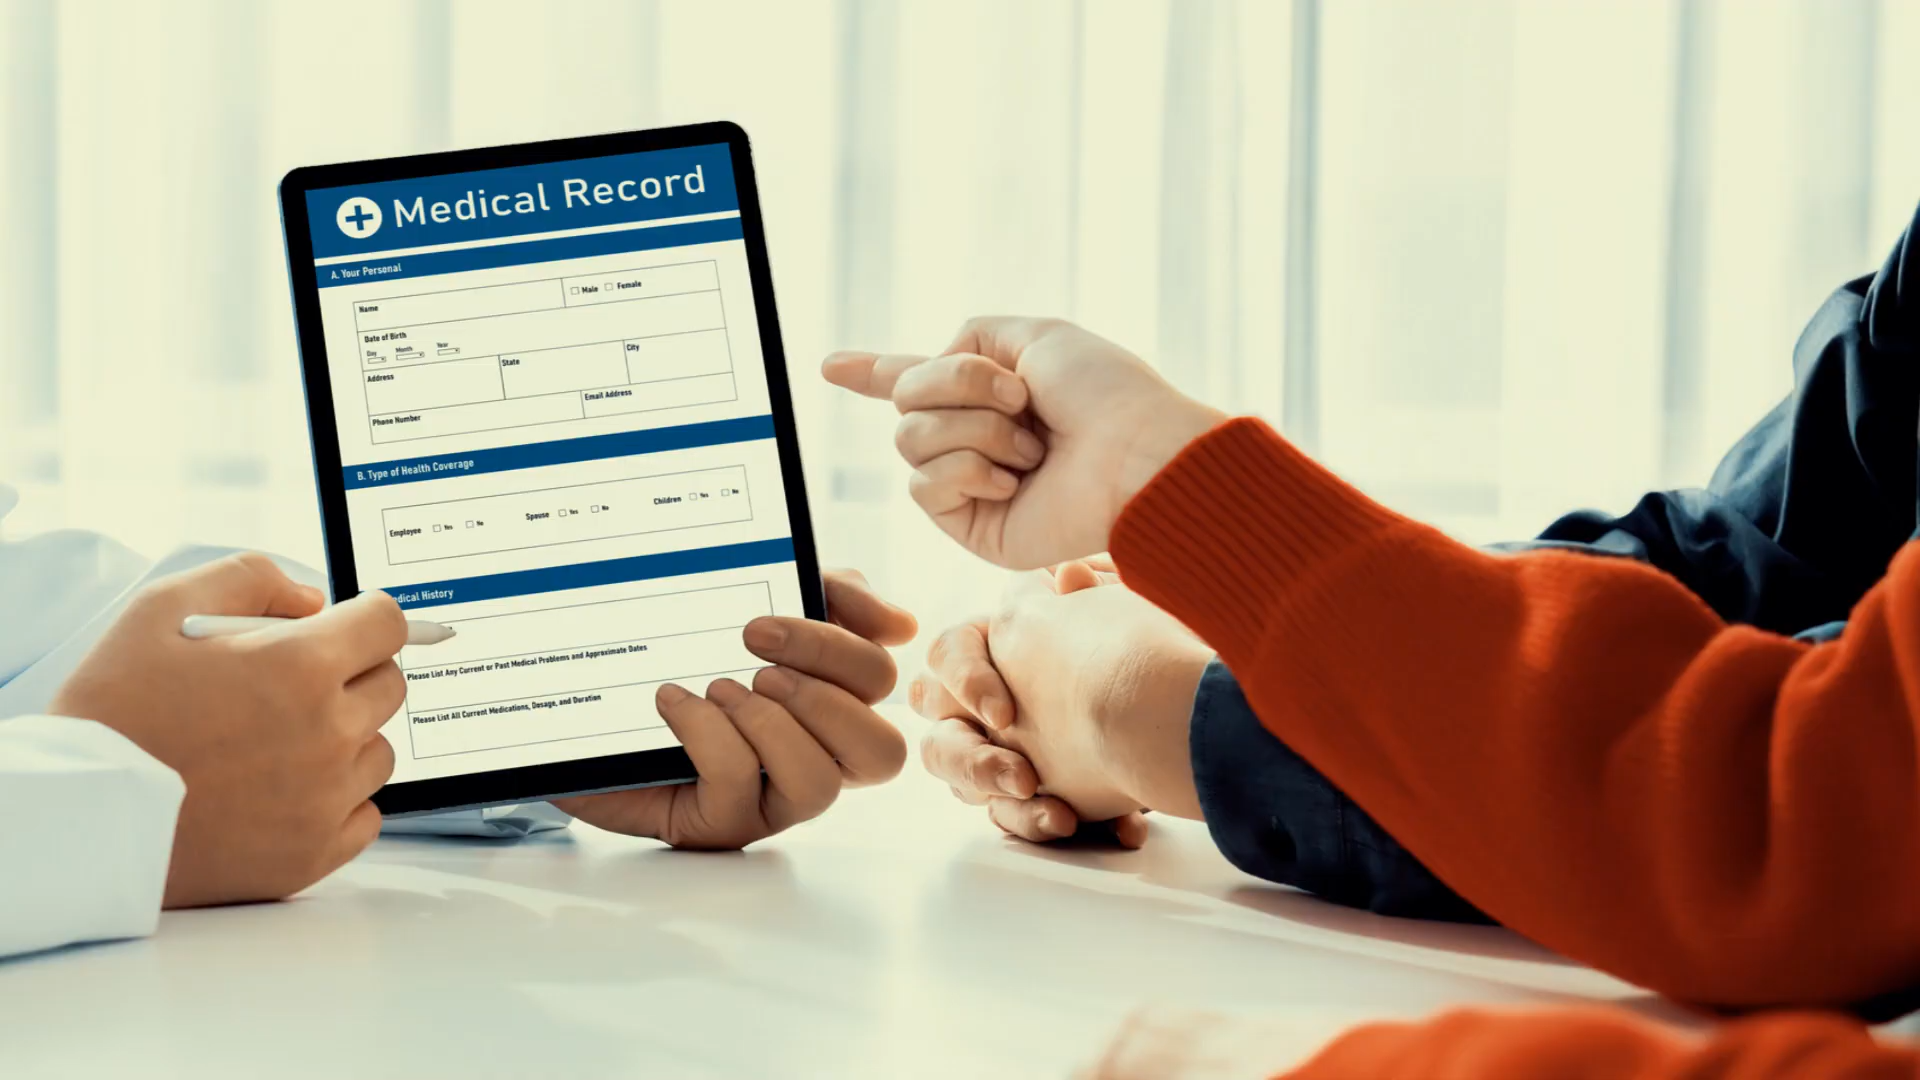 Medical Record
A. Your Personal
Name
Male Female
Date of Birth
Day Month Year
Address
State
City
Phone Number
Email Address
B. Type of Health Coverage
Employee Yes No
Spouse Yes No
Children Yes No
dical History
Please List Any Current or Past Medical Problems and Approximate Dates
Please List All Current Medications, Dosage, and Duration